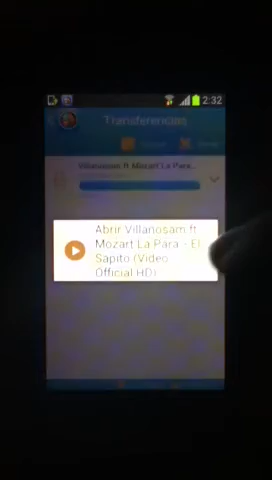 2:32
Transferencias
Villanosam ft Mozart La Para...
Abrir Villanosam ft
Mozart La Para - El
Sapito (Video
Official HD)